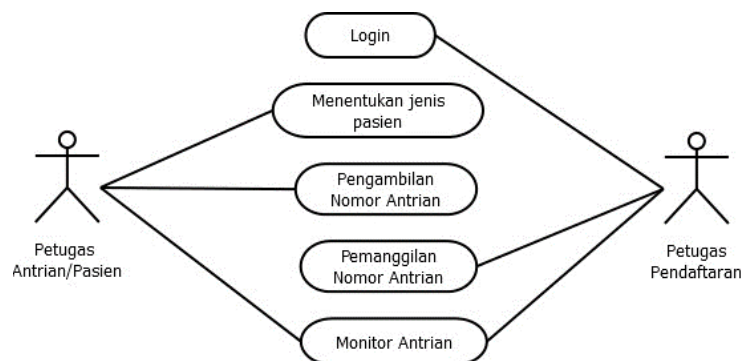 Login
Menentukan jenis
pasien
Pengambilan
Nomor Antrian
Pemanggilan
Nomor Antrian
Monitor Antrian
Petugas
Antrian/Pasien
Petugas
Pendaftaran